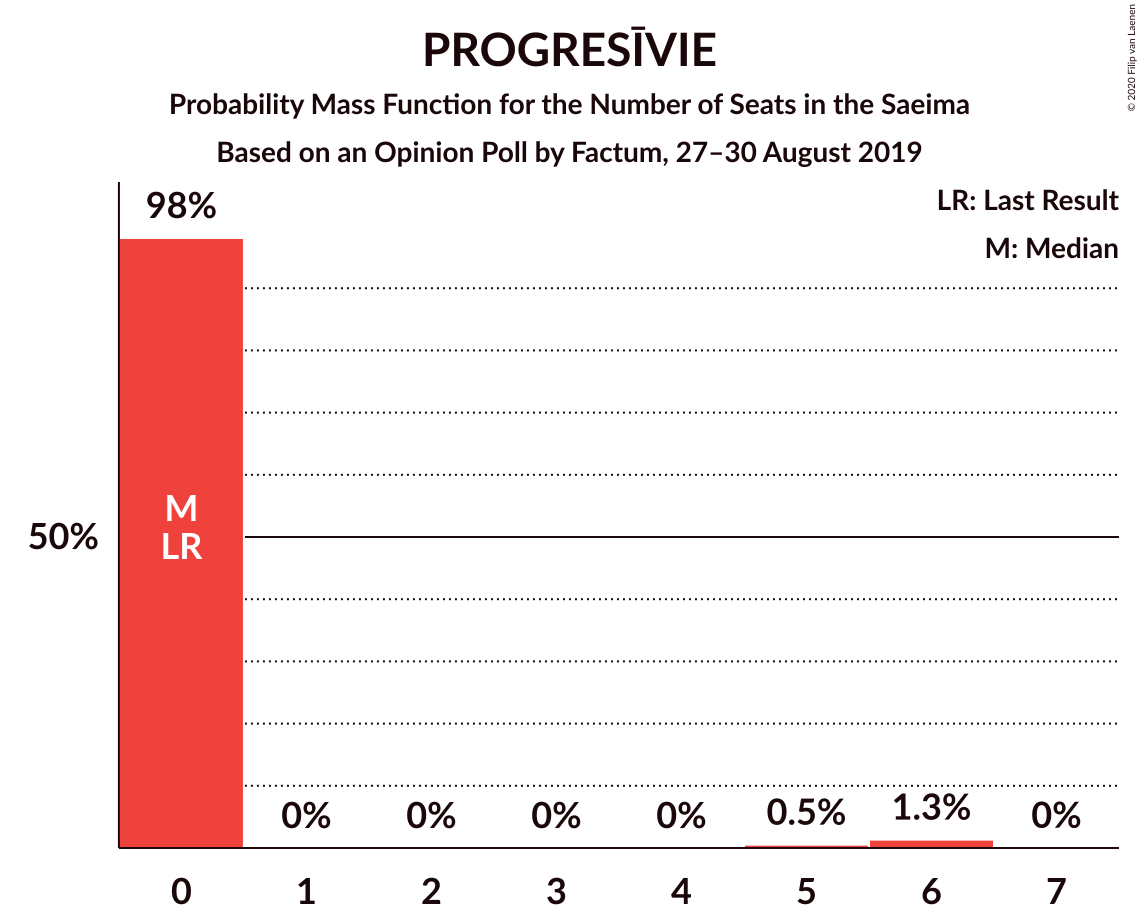 PROGRESĪVIE
Probability Mass Function for the Number of Seats in the Saeima
Based on an Opinion Poll by Factum, 27–30 August 2019
© 2020 Filip van Laenen
LR: Last Result
M: Median
98%
M
LR
50%
0%
0%
0%
0%
0.5%
1.3%
0%
0
1
2
3
4
5
6
7